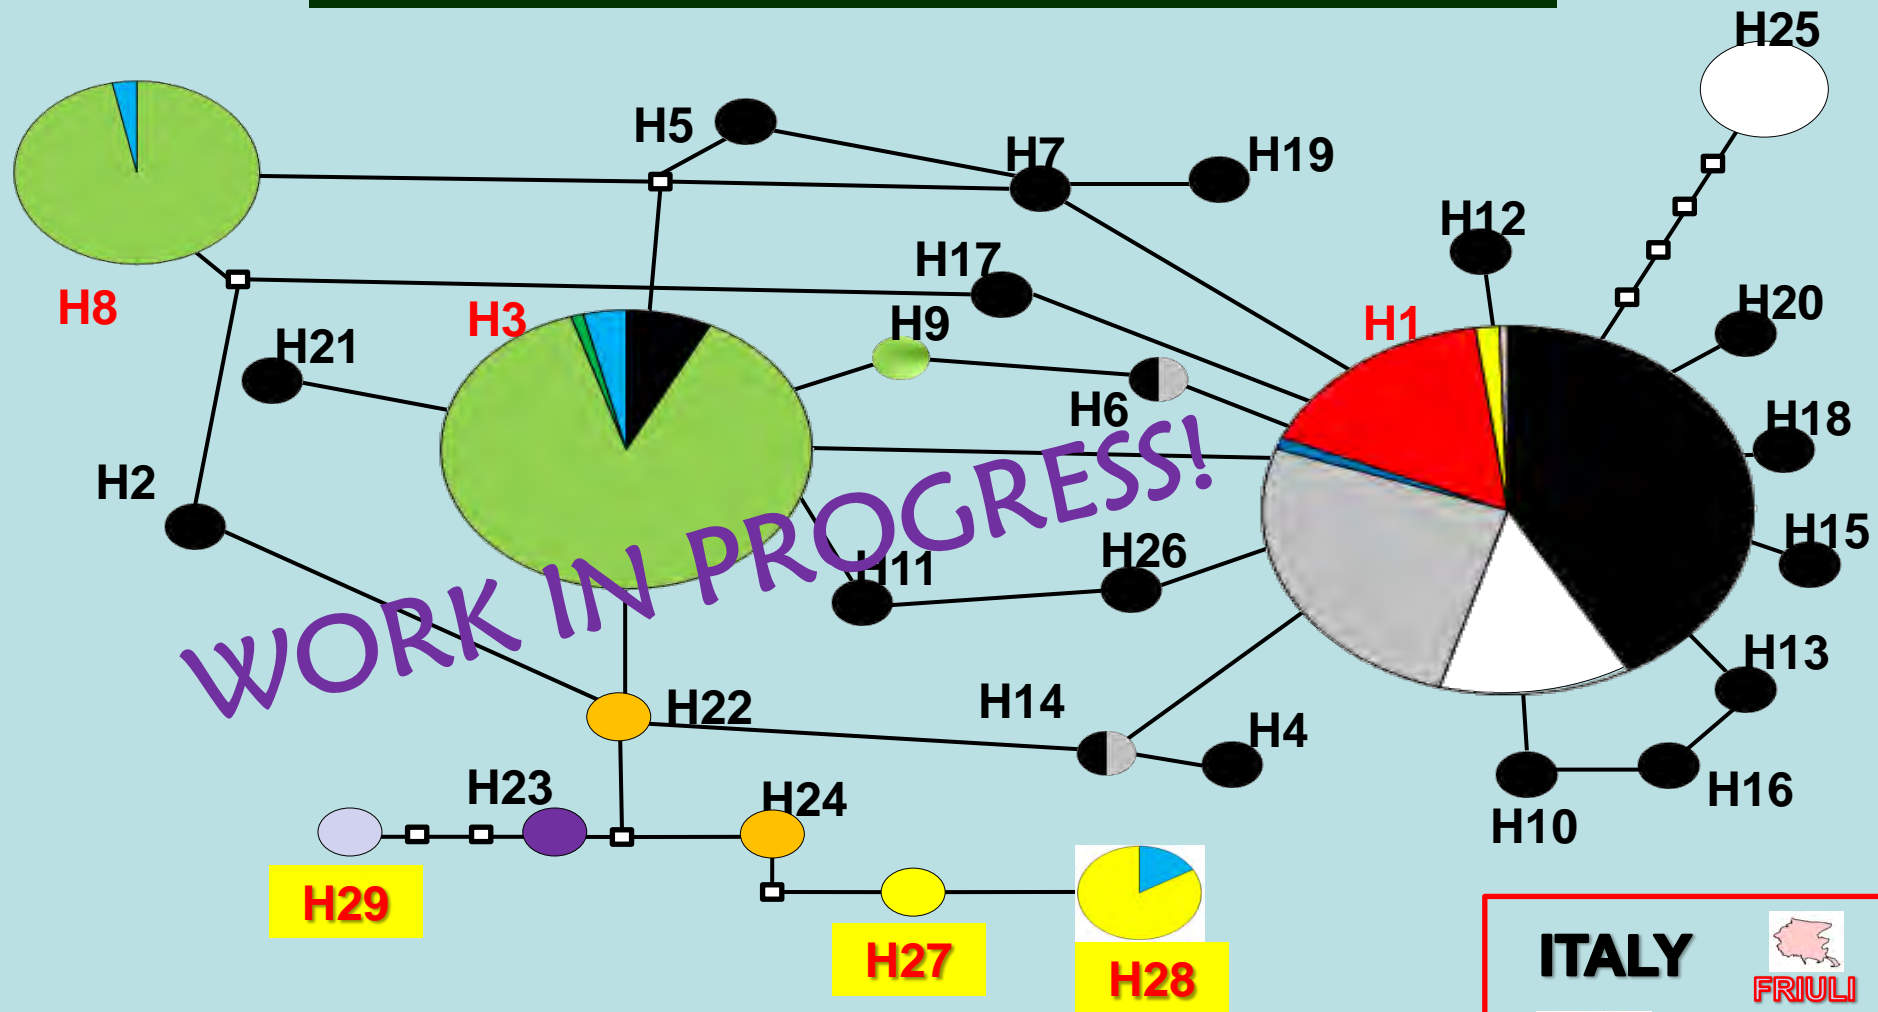 H25
H5
H7
H19
H12
H17
H8
H3
H9
H1
H20
H21
H6
H18
H2
H11
H26
H15
WORK IN PROGRESS!
H13
H22
H14
H4
H23
H24
H16
H10
H29
H27
H28
ITALY
FRIULI